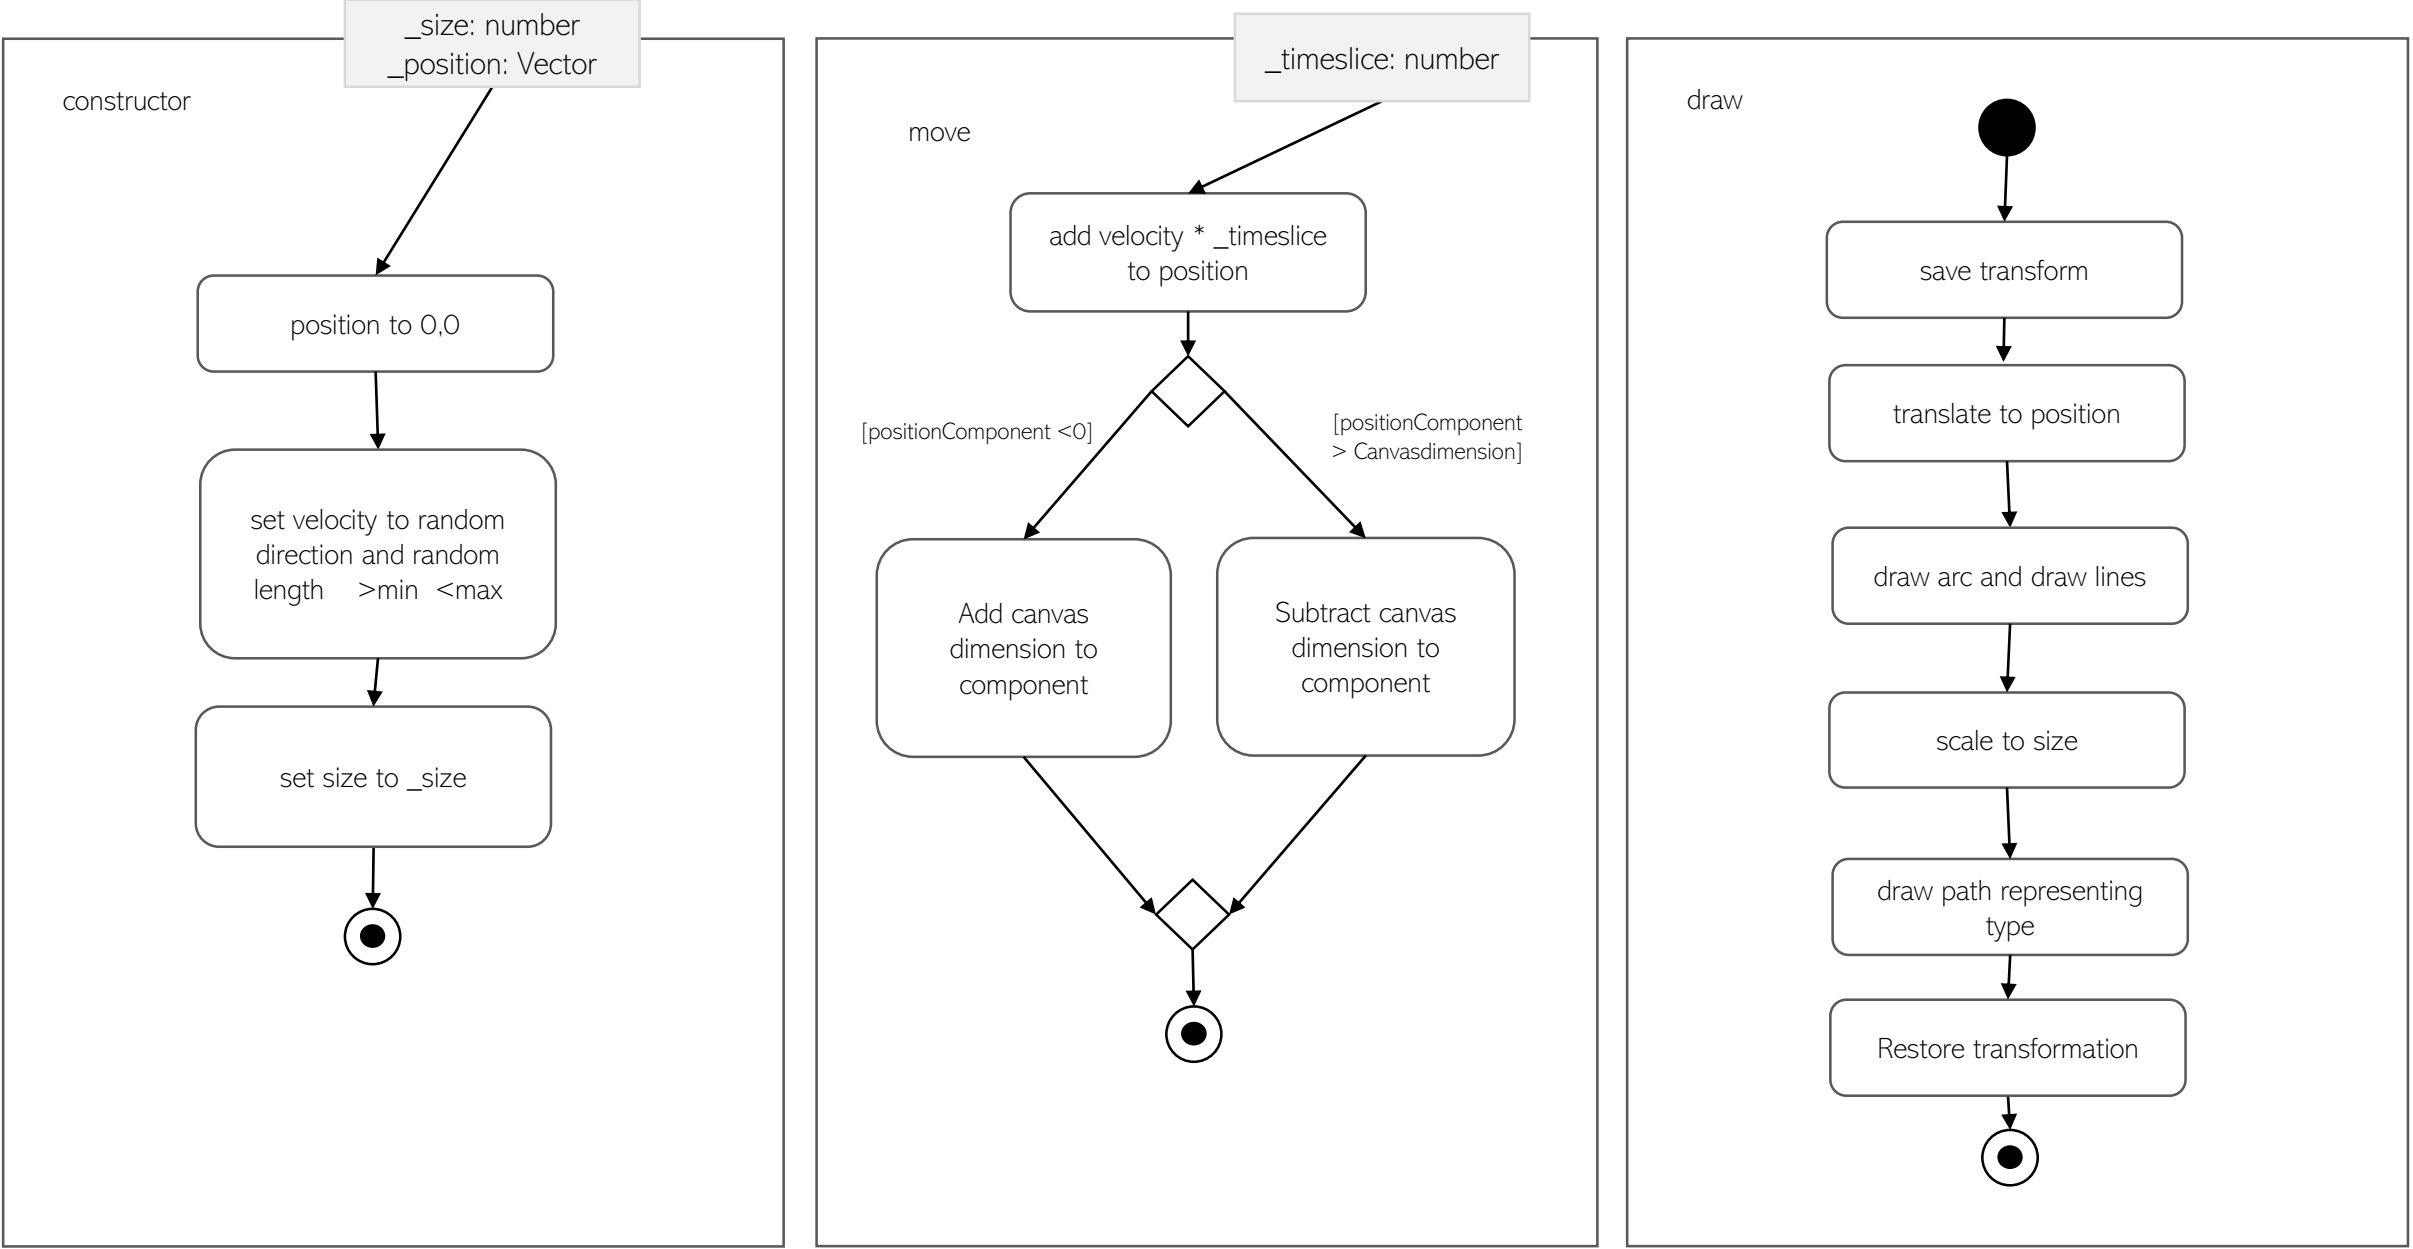 _size: number
_position: Vector
constructor
position to 0,0
set velocity to random
direction and random
length >min <max
set size to _size
_timeslice: number
move
add velocity * _timeslice
to position
[positionComponent <0]
[positionComponent
> Canvasdimension]
Add canvas
dimension to
component
Subtract canvas
dimension to
component
draw
save transform
translate to position
draw arc and draw lines
scale to size
draw path representing
type
Restore transformation